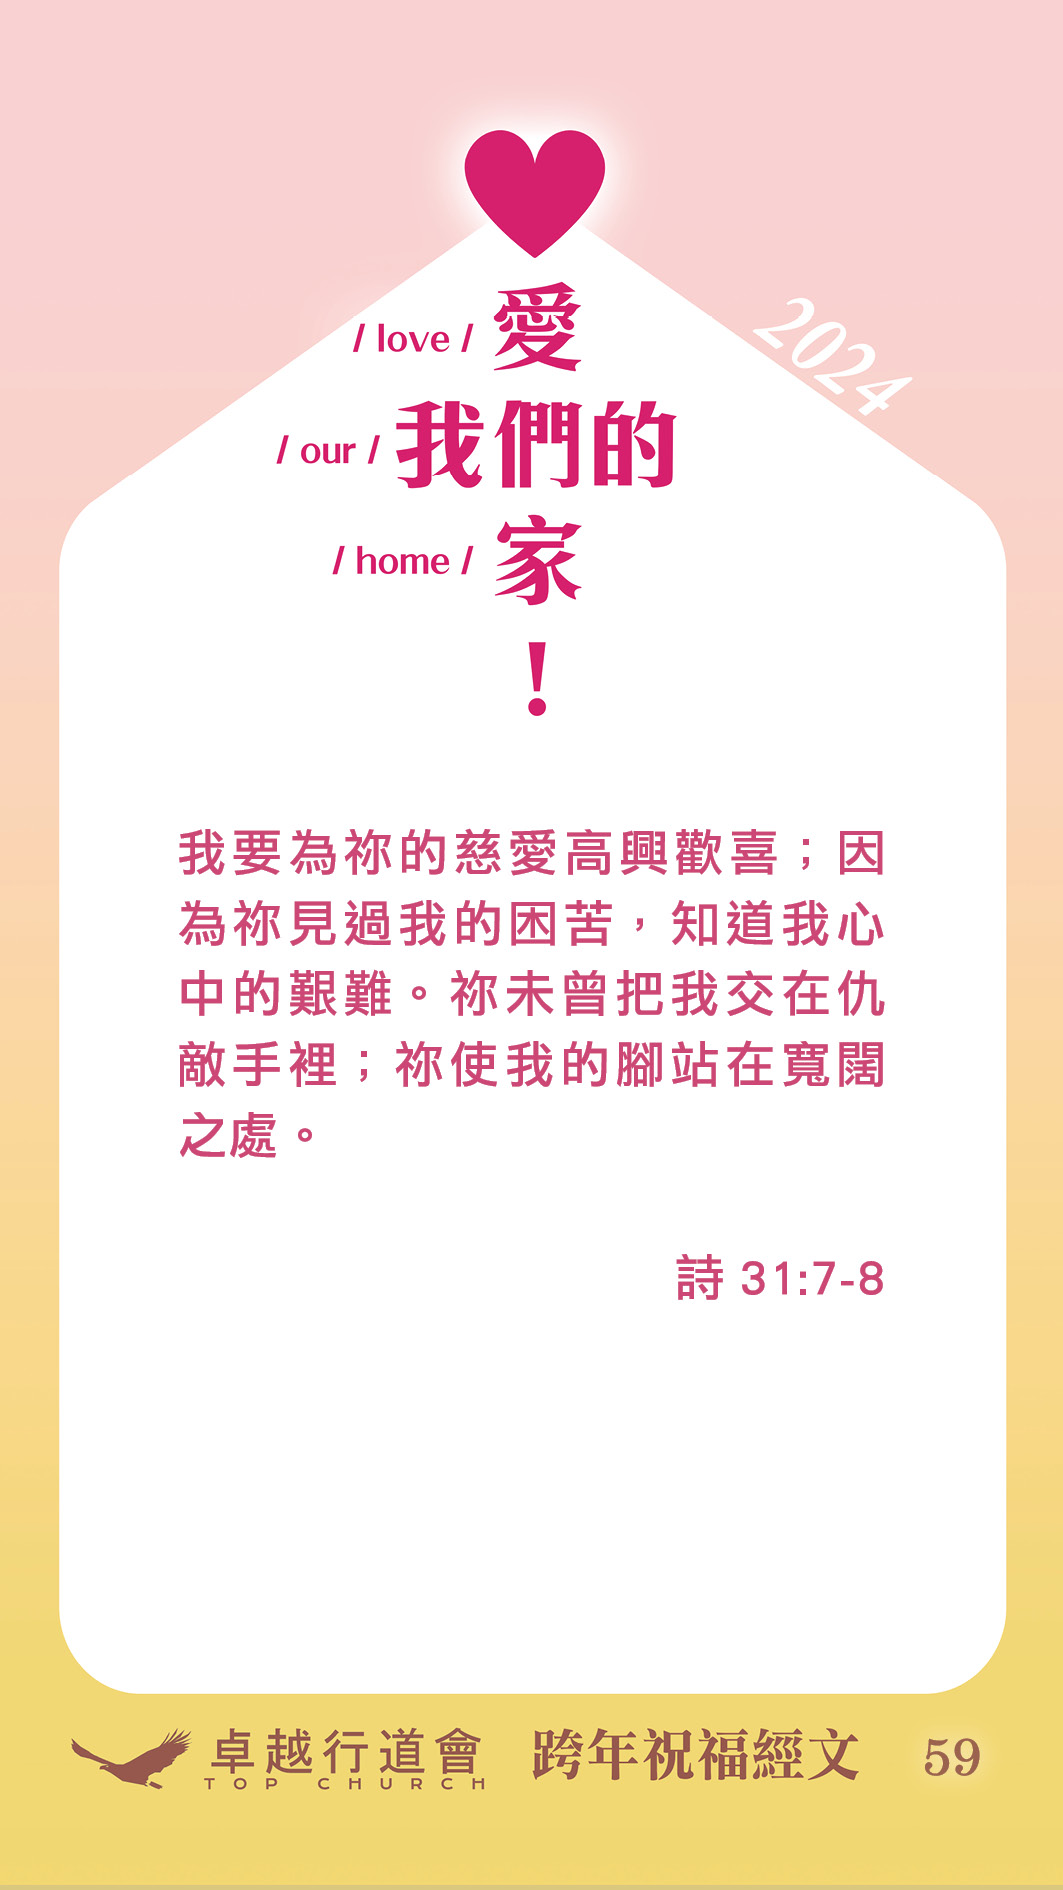 / love / 愛
2024
/ our / 我們的
/ home / 家
!
我要為祢的慈愛高興歡喜；因
為祢見過我的困苦，知道我心
中的艱難。祢未曾把我交在仇
敵手裡；祢使我的腳站在寬闊
之處。
詩 31:7-8
卓越行道會 跨年祝福經文 59
TOP CHURCH